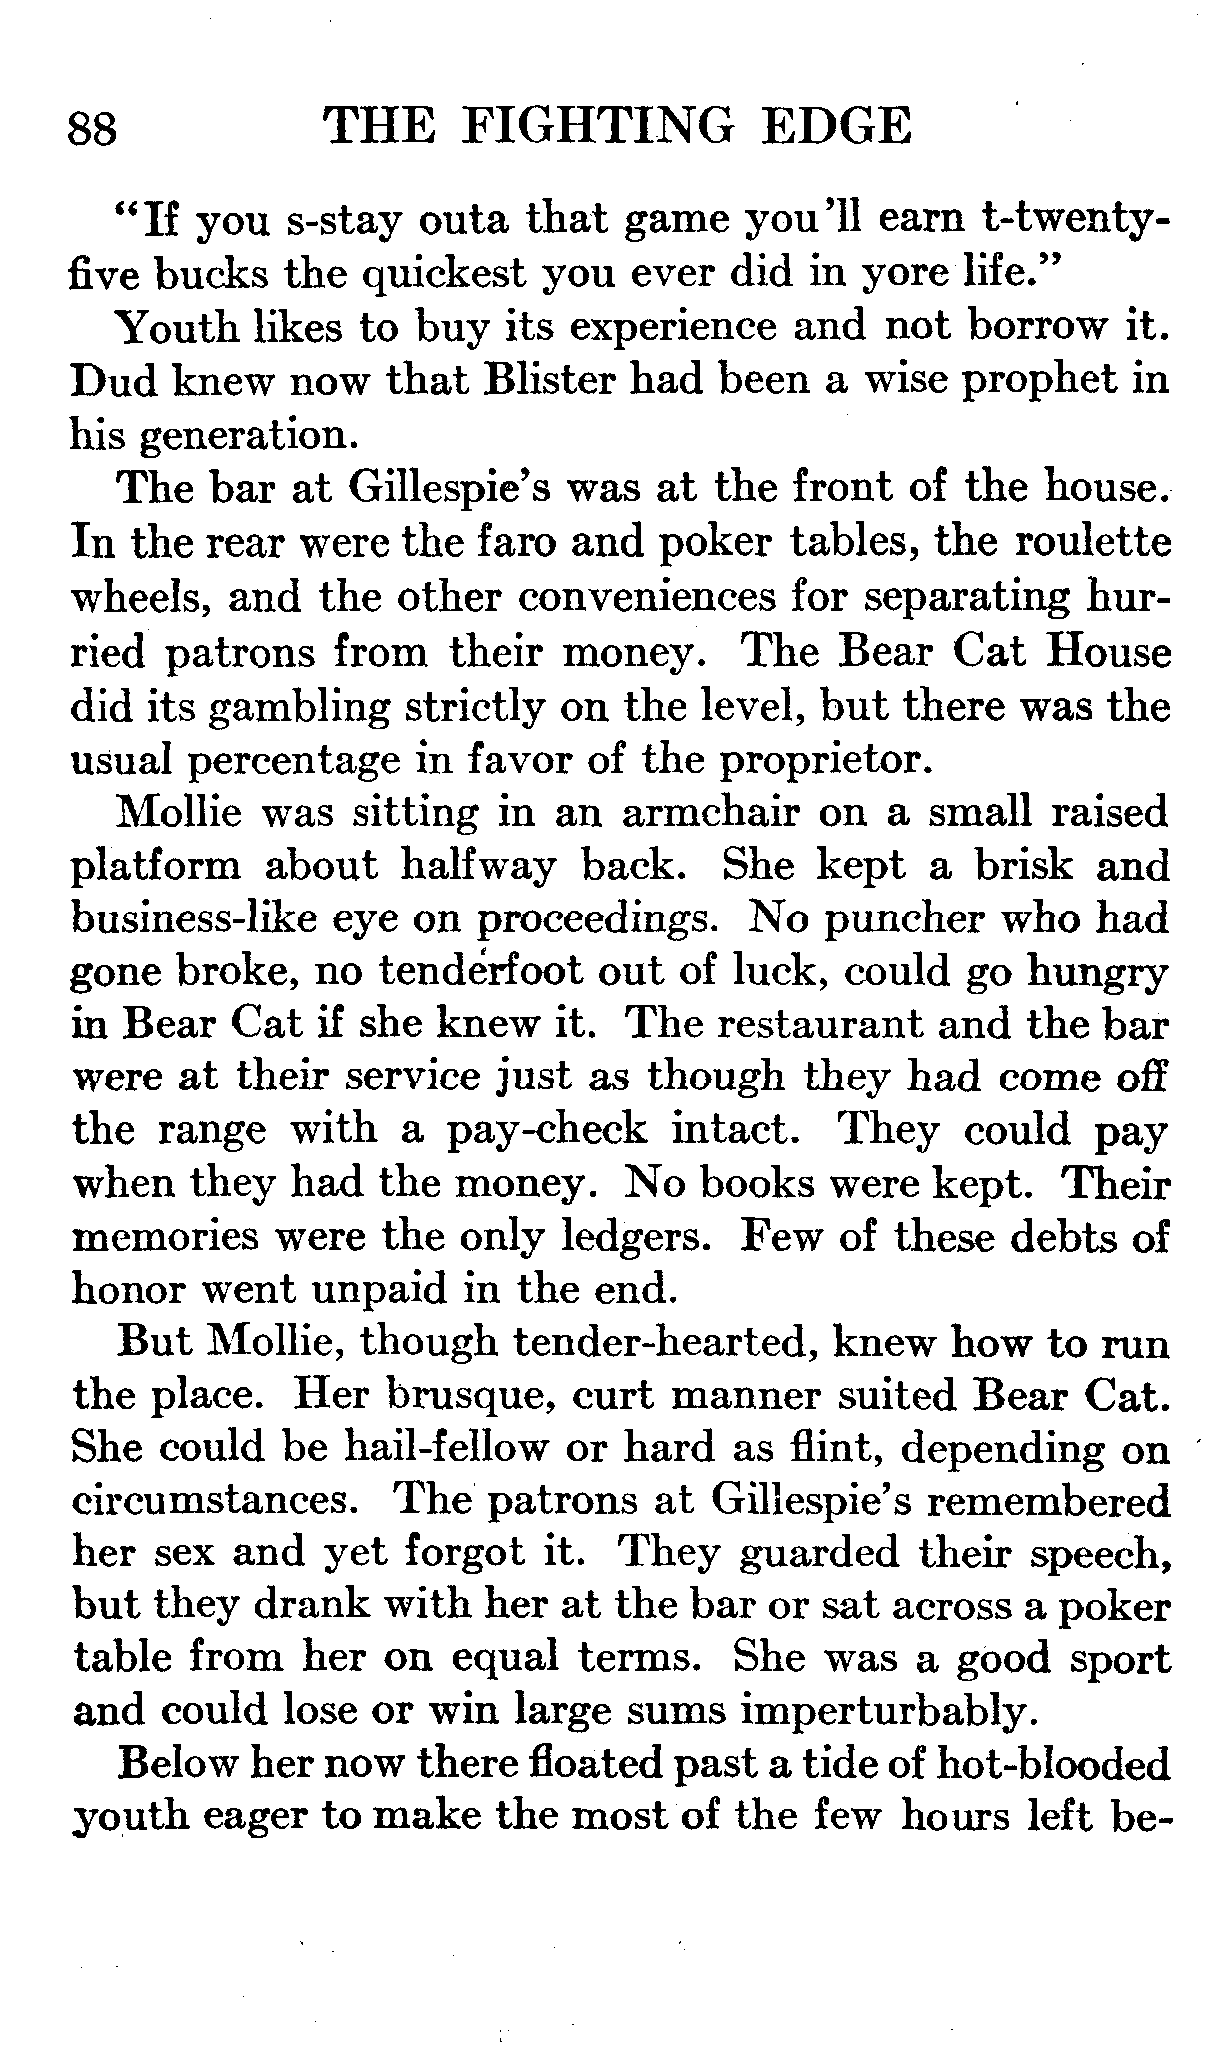 88 THE FIGHTING EDGE
“If you s-stay outa that game you'll earn t-twenty-
five bucks the quickest you ever did in yore life.”
Youth likes to buy its experience and not borrow it.
Dud knew now that Blister had been a wise prophet in
his generation.
The bar at Gillespie's was at the front of the house.
In the rear were the faro and poker tables, the roulette
wheels, and the other conveniences for separating hur-
ried patrons from their money. The Bear Cat House
did its gambling strictly on the level, but there was the
usual percentage in favor of the proprietor.
Mollie was sitting in an armchair on a small raised
platform about halfway back. She kept a brisk and
business-like eye on proceedings. No puncher who had
gone broke, no tenderfoot out of luck, could go hungry
in Bear Cat if she knew it. The restaurant and the bar
were at their service just as though they had come off
the range with a pay-check intact. They could pay
when they had the money. No books were kept. Their
memories were the only ledgers. Few of these debts of
honor went unpaid in the end.
But Mollie, though tender-hearted, knew how to run
the place. Her brusque, curt manner suited Bear Cat.
She could be hail-fellow or hard as flint, depending on
circumstances. The patrons at Gillespie's remembered
her sex and yet forgot it. They guarded their speech,
but they drank with her at the bar or sat across a poker
table from her on equal terms. She was a good sport
and could lose or win large sums imperturbably.
Below her now there floated past a tide of hot-blooded
youth eager to make the most of the few hours left be-